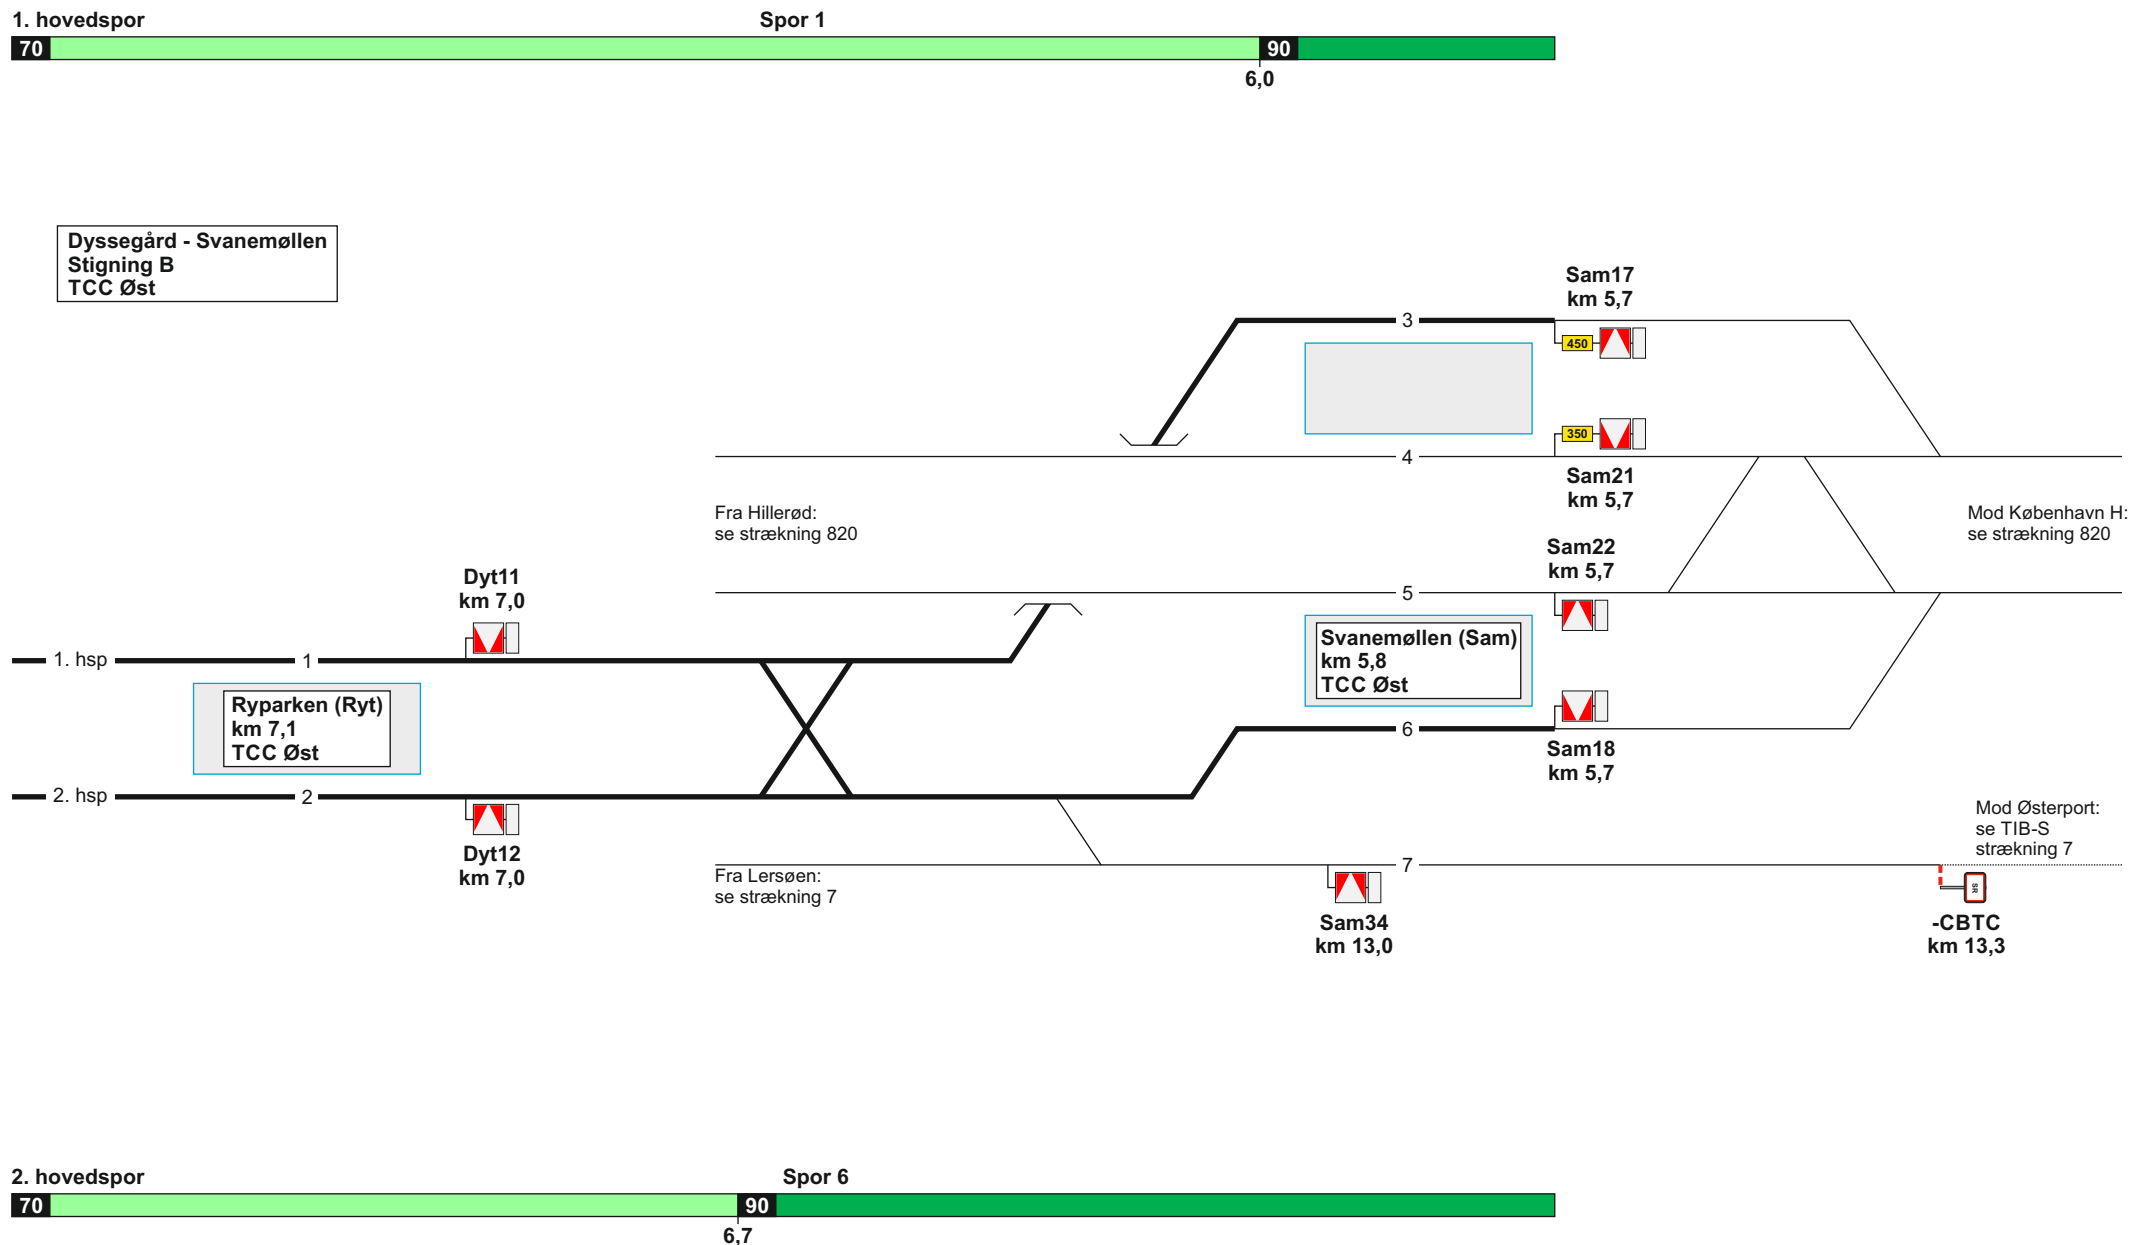 1. hovedspor
Spor 1
70
90
6,0
Dyssegård - Svanemøllen
Stigning B
TCC Øst
Sam17
km 5,7
3
450
350
4
Sam21
km 5,7
Fra Hillerød:
se strækning 820
Mod København H:
se strækning 820
Sam22
km 5,7
Dyt11
km 7,0
5
Svanemøllen (Sam)
km 5,8
TCC Øst
1. hsp
1
Ryparken (Ryt)
km 7,1
TCC Øst
6
Sam18
km 5,7
2. hsp
2
Mod Østerport:
se TIB-S
strækning 7
Dyt12
km 7,0
Fra Lersøen:
se strækning 7
7
SR
Sam34
km 13,0
-CBTC
km 13,3
2. hovedspor
Spor 6
70
90
6,7